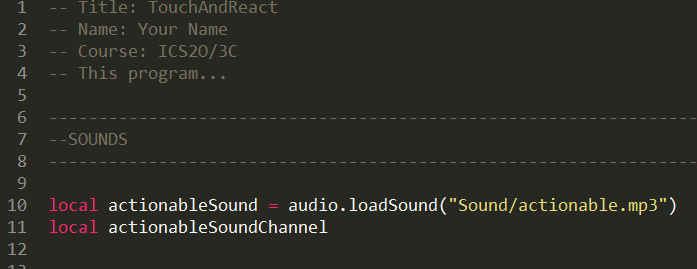 1 -- Title: TouchAndReact
2 -- Name: Your Name
3 -- Course: ICS2O/3C
4 -- This program...
5
6 --------------------------------------------------------------
7 --SOUNDS
8 --------------------------------------------------------------
9
10 local actionableSound = audio.loadSound("Sound/actionable.mp3")
11 local actionableSoundChannel
12